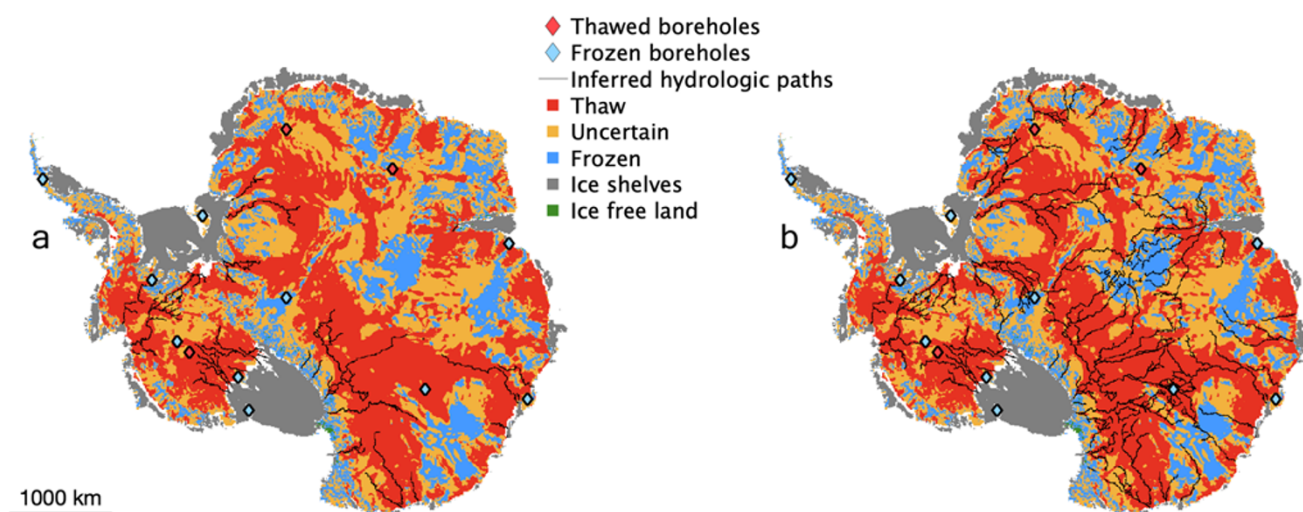 Thawed boreholes
Frozen boreholes
Inferred hydrologic paths
Thaw
Uncertain
Frozen
Ice shelves
Ice free land
a
b
1000 km